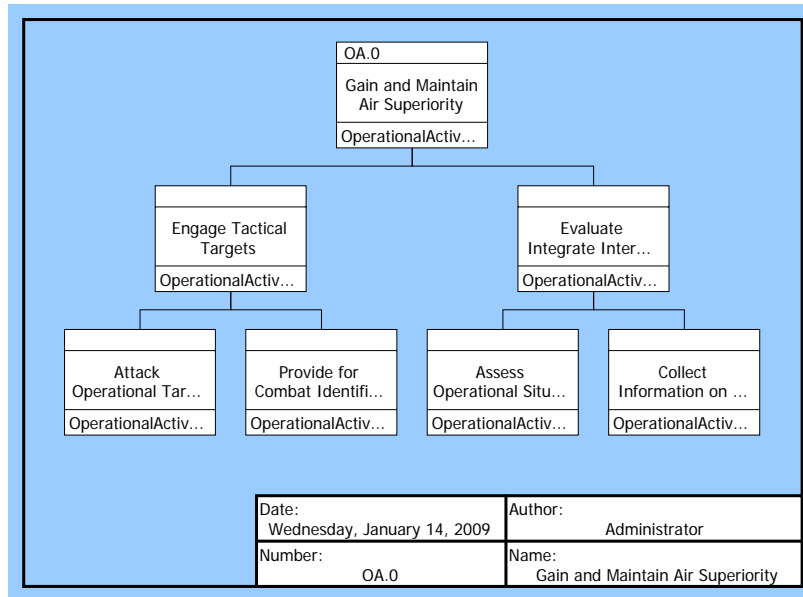 OA.0
Gain and Maintain
Air Superiority
OperationalActiv...
Engage Tactical
Targets
OperationalActiv...
Evaluate
Integrate Inter...
OperationalActiv...
Attack
Operational Tar...
OperationalActiv...
Provide for
Combat Identifi...
OperationalActiv...
Assess
Operational Situ...
OperationalActiv...
Collect
Information on ...
OperationalActiv...
Date:
Wednesday, January 14, 2009
Author:
Administrator
Number:
OA.0
Name:
Gain and Maintain Air Superiority